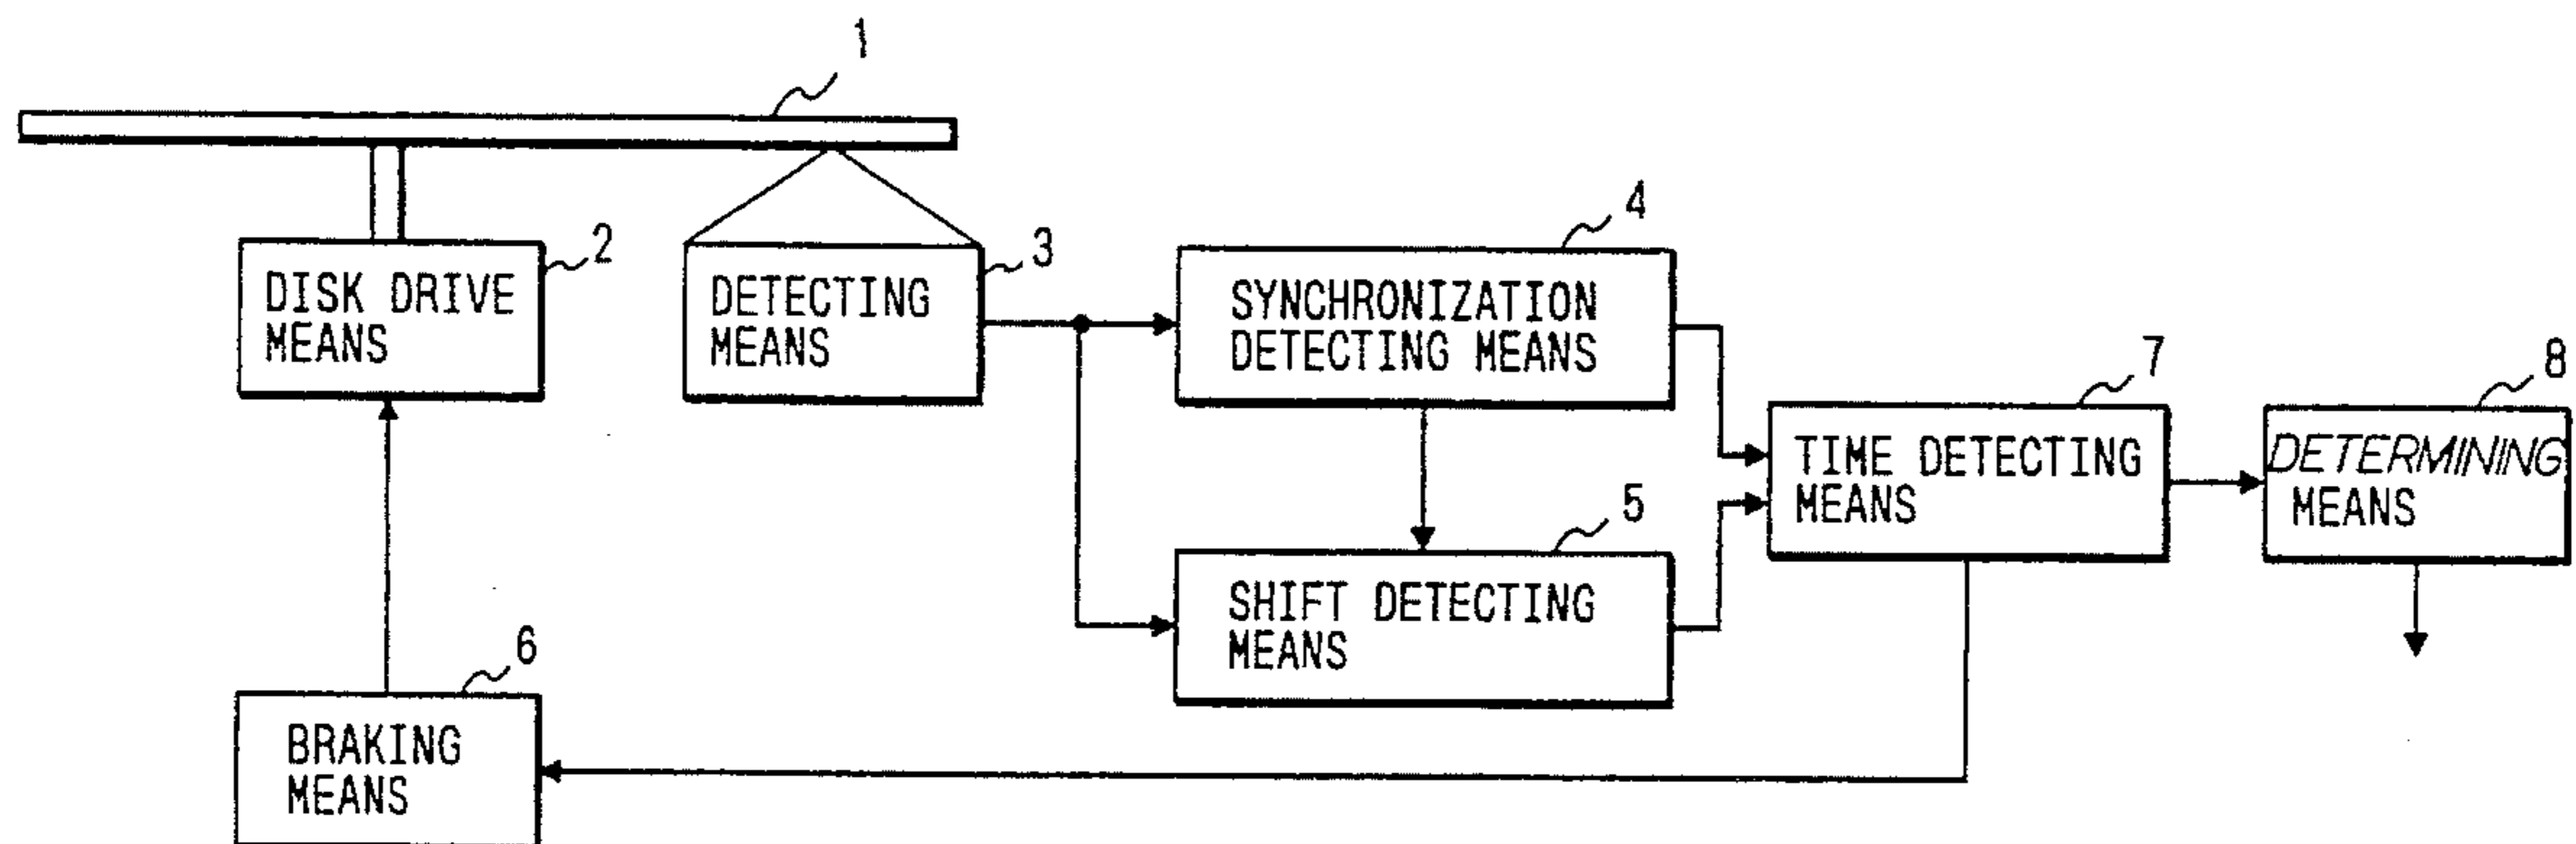 1
2
DISK DRIVE
MEANS
3
DETECTING
MEANS
4
SYNCHRONIZATION
DETECTING MEANS
5
SHIFT DETECTING
MEANS
7
TIME DETECTING
MEANS
8
DETERMINING
MEANS
6
BRAKING
MEANS